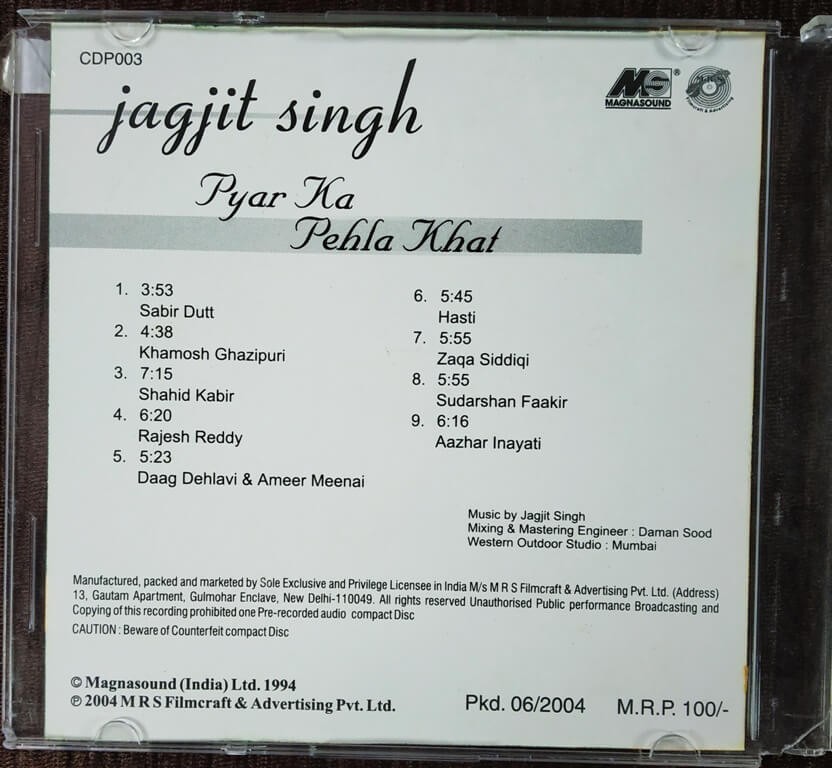 CDP003
jagjit singh
MAGNASOUND
®
MRS
Filmcraft & Advertising
Pyar Ka
Pehla Khat
1. 3:53
Sabir Dutt
2. 4:38
Khamosh Ghazipuri
3. 7:15
Shahid Kabir
4. 6:20
Rajesh Reddy
5. 5:23
Daag Dehlavi & Ameer Meenai
6. 5:45
Hasti
7. 5:55
Zaqa Siddiqi
8. 5:55
Sudarshan Faakir
9. 6:16
Aazhar Inayati
Music by Jagjit Singh
Mixing & Mastering Engineer : Daman Sood
Western Outdoor Studio : Mumbai
Manufactured, packed and marketed by Sole Exclusive and Privilege Licensee in India M/s M R S Filmcraft & Advertising Pvt. Ltd. (Address)
13, Gautam Apartment, Gulmohar Enclave, New Delhi-110049. All rights reserved Unauthorised Public performance Broadcasting and
Copying of this recording prohibited one Pre-recorded audio compact Disc
CAUTION : Beware of Counterfeit compact Disc
© Magnasound (India) Ltd. 1994
℗ 2004 M R S Filmcraft & Advertising Pvt. Ltd.
Pkd. 06/2004
M.R.P. 100/-